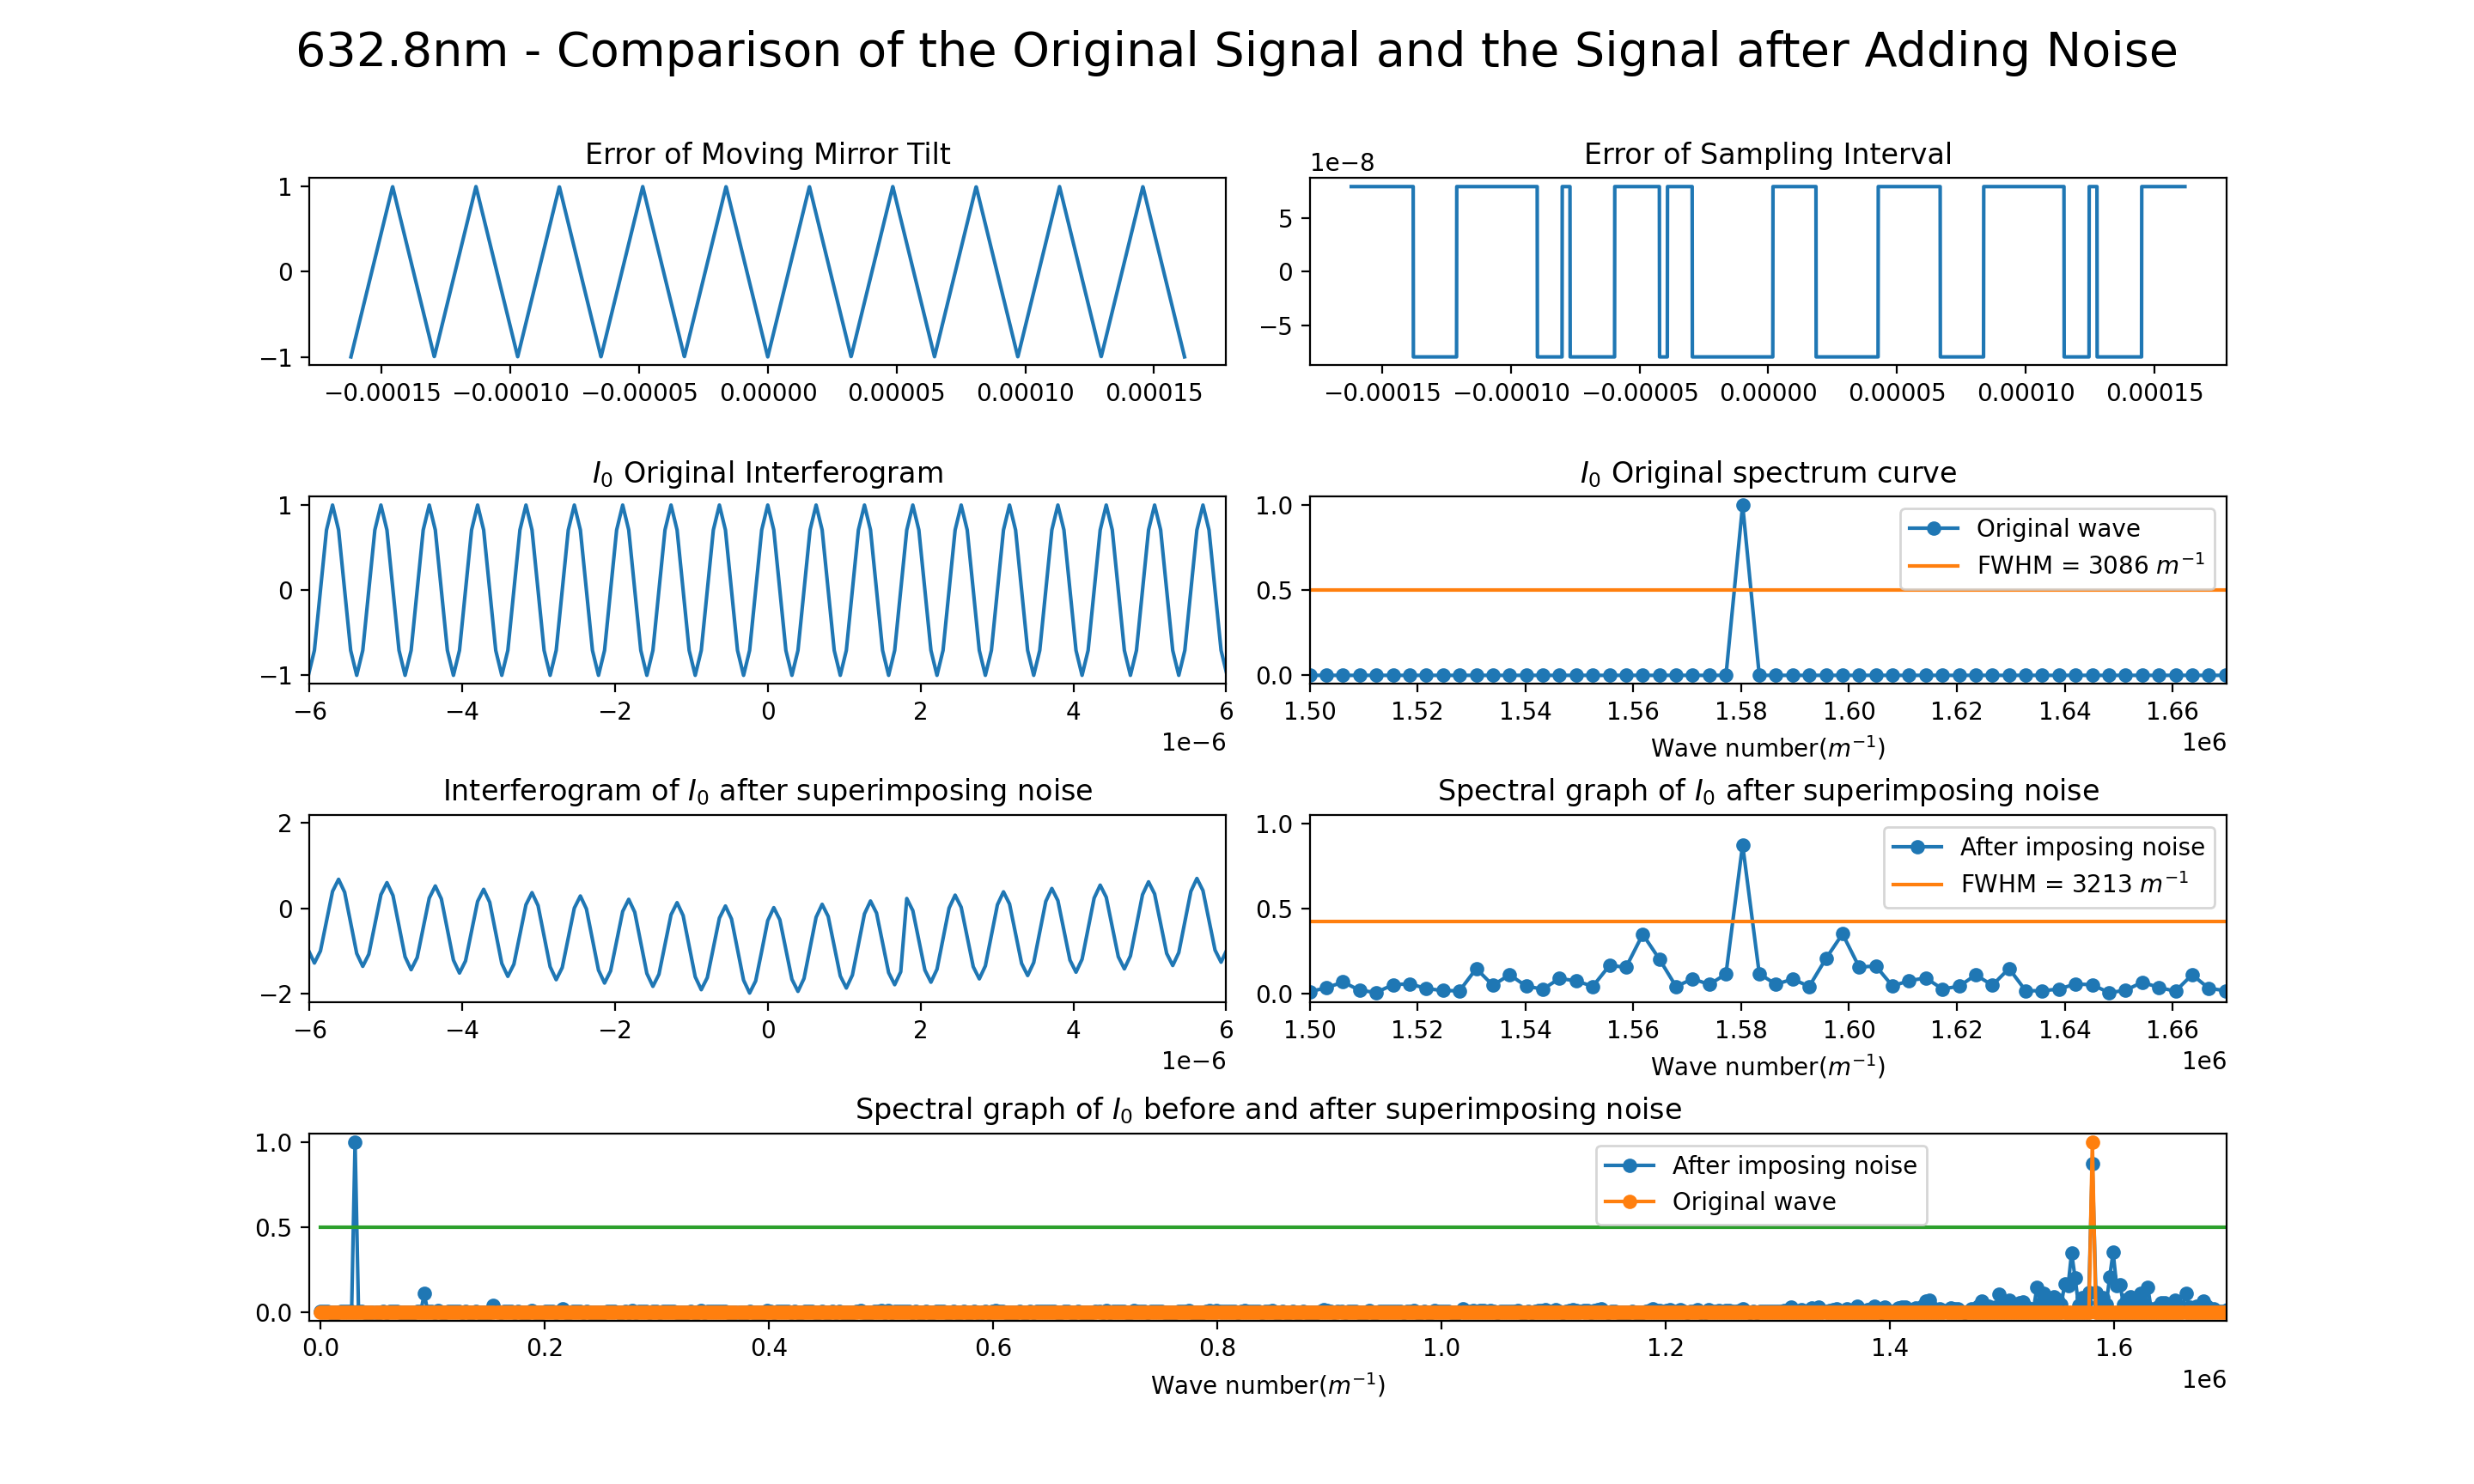 632.8nm - Comparison of the Original Signal and the Signal after Adding Noise
Error of Moving Mirror Tilt
1
0
−1
−0.00015 −0.00010 −0.00005 0.00000 0.00005 0.00010 0.00015
Error of Sampling Interval
1e−8
5
0
−5
−0.00015 −0.00010 −0.00005 0.00000 0.00005 0.00010 0.00015
I₀ Original Interferogram
1
0
−1
−6 −4 −2 0 2 4 6
1e−6
I₀ Original spectrum curve
1.0
0.5
0.0
Original wave
FWHM = 3086 m⁻¹
1.50 1.52 1.54 1.56 1.58 1.60 1.62 1.64 1.66
Wave number(m⁻¹)
1e6
Interferogram of I₀ after superimposing noise
2
0
−2
−6 −4 −2 0 2 4 6
1e−6
Spectral graph of I₀ after superimposing noise
1.0
0.5
0.0
After imposing noise
FWHM = 3213 m⁻¹
1.50 1.52 1.54 1.56 1.58 1.60 1.62 1.64 1.66
Wave number(m⁻¹)
1e6
Spectral graph of I₀ before and after superimposing noise
1.0
0.5
0.0
After imposing noise
Original wave
0.0 0.2 0.4 0.6 0.8 1.0 1.2 1.4 1.6
Wave number(m⁻¹)
1e6